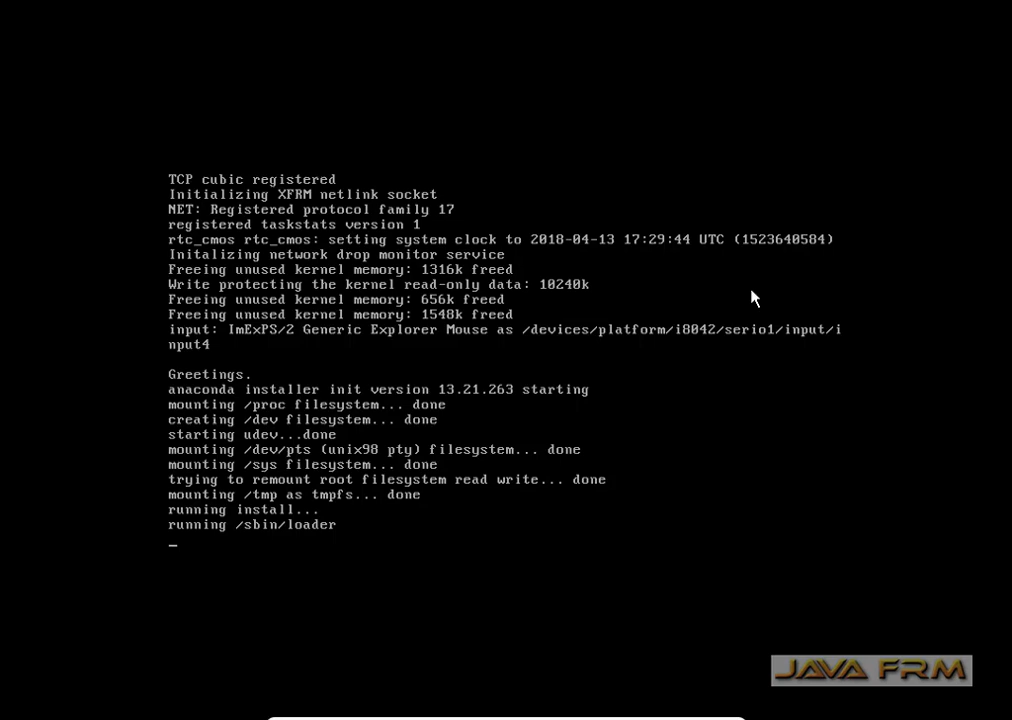 TCP cubic registered
Initializing XFRM netlink socket
NET: Registered protocol family 17
registered taskstats version 1
rtc_cmos rtc_cmos: setting system clock to 2018-04-13 17:29:44 UTC (1523640584)
Initalizing network drop monitor service
Freeing unused kernel memory: 1316k freed
Write protecting the kernel read-only data: 10240k
Freeing unused kernel memory: 656k freed
Freeing unused kernel memory: 1548k freed
input: ImExPS/2 Generic Explorer Mouse as /devices/platform/i8042/serio1/input/i
nput4
Greetings.
anaconda installer init version 13.21.263 starting
mounting /proc filesystem... done
creating /dev filesystem... done
starting udev...done
mounting /dev/pts (unix98 pty) filesystem... done
mounting /sys filesystem... done
trying to remount root filesystem read write... done
mounting /tmp as tmpfs... done
running install...
running /sbin/loader
JAVA FRM